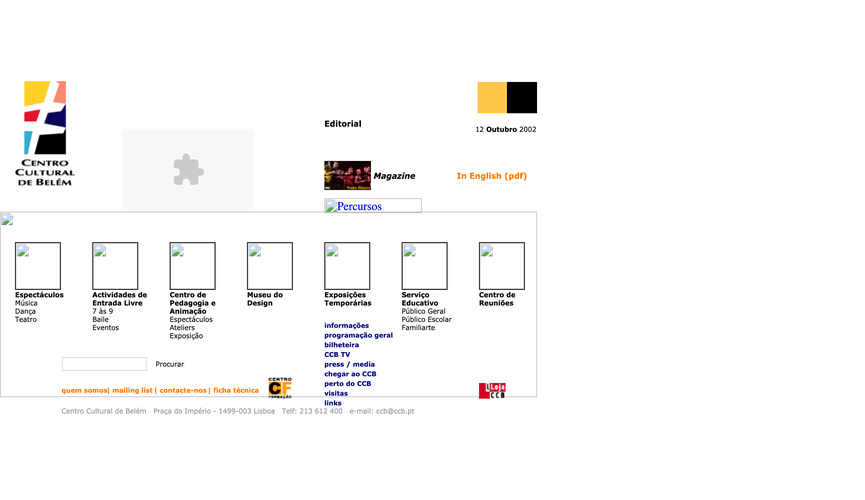 CENTRO
CULTURAL
DE BELÉM
Editorial
12 Outubro 2002
Magazine
In English (pdf)
Percursos
Espectáculos
Música
Dança
Teatro
Actividades de
Entrada Livre
7 às 9
Baile
Eventos
Centro de
Pedagogia e
Animação
Espectáculos
Ateliers
Exposição
Museu do
Design
Exposições
Temporárias
Serviço
Educativo
Público Geral
Público Escolar
Familiarte
Centro de
Reuniões
informações
programação geral
bilheteira
CCB TV
press / media
chegar ao CCB
perto do CCB
visitas
links
Procurar
quem somos| mailing list | contacte-nos| ficha técnica
CENTRO
CF
FORMAÇÃO
Loja
CCB
Centro Cultural de Belém Praça do Império - 1499-003 Lisboa Telf: 213 612 400 e-mail: ccb@ccb.pt